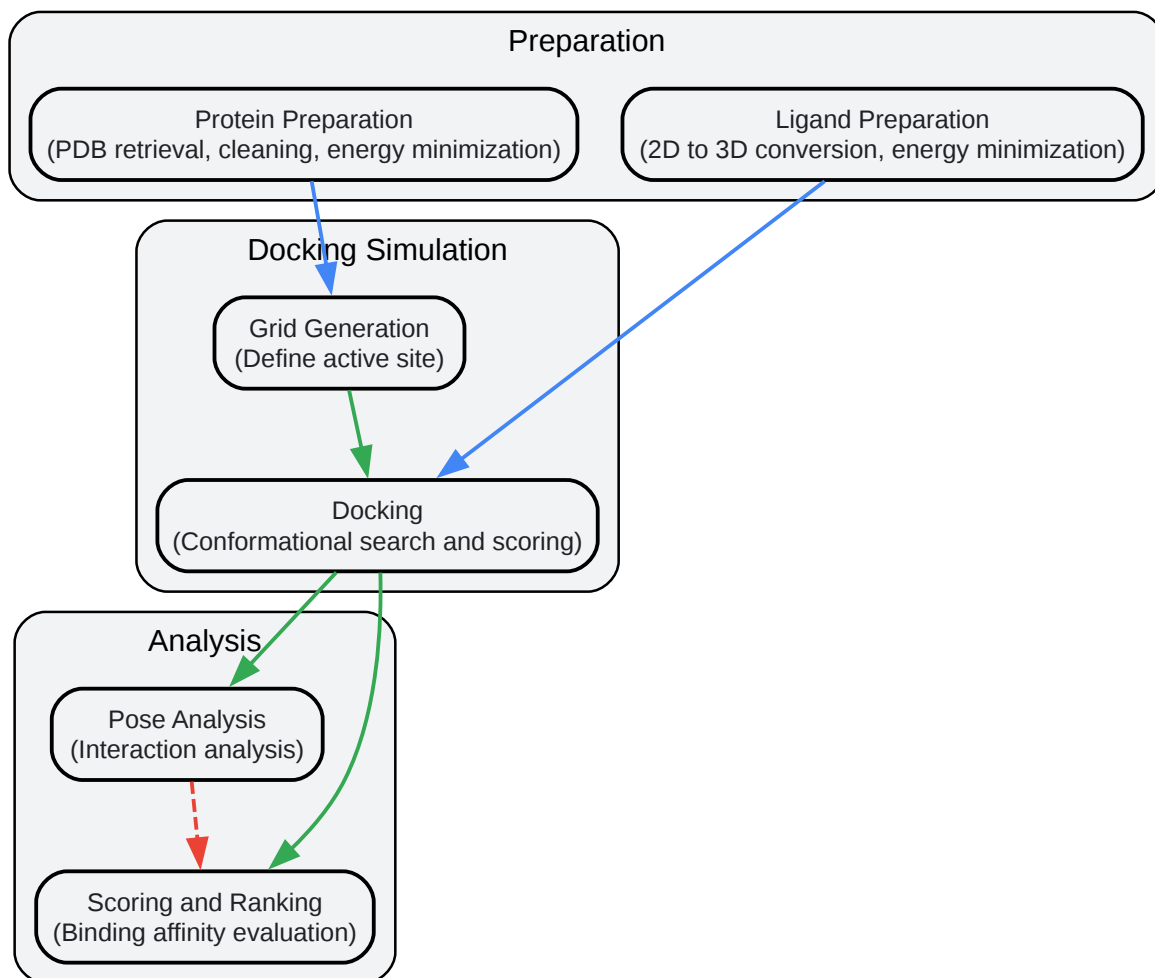 Preparation
Protein Preparation
(PDB retrieval, cleaning, energy minimization)
Ligand Preparation
(2D to 3D conversion, energy minimization)
Docking Simulation
Grid Generation
(Define active site)
Docking
(Conformational search and scoring)
Analysis
Pose Analysis
(Interaction analysis)
Scoring and Ranking
(Binding affinity evaluation)